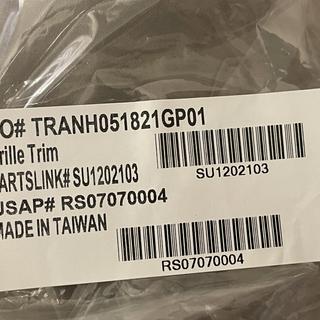 O# TRANH051821GP01
rille Trim
ARTSLINK# SU1202103
SU1202103
USAP# RS07070004
MADE IN TAIWAN
RS07070004